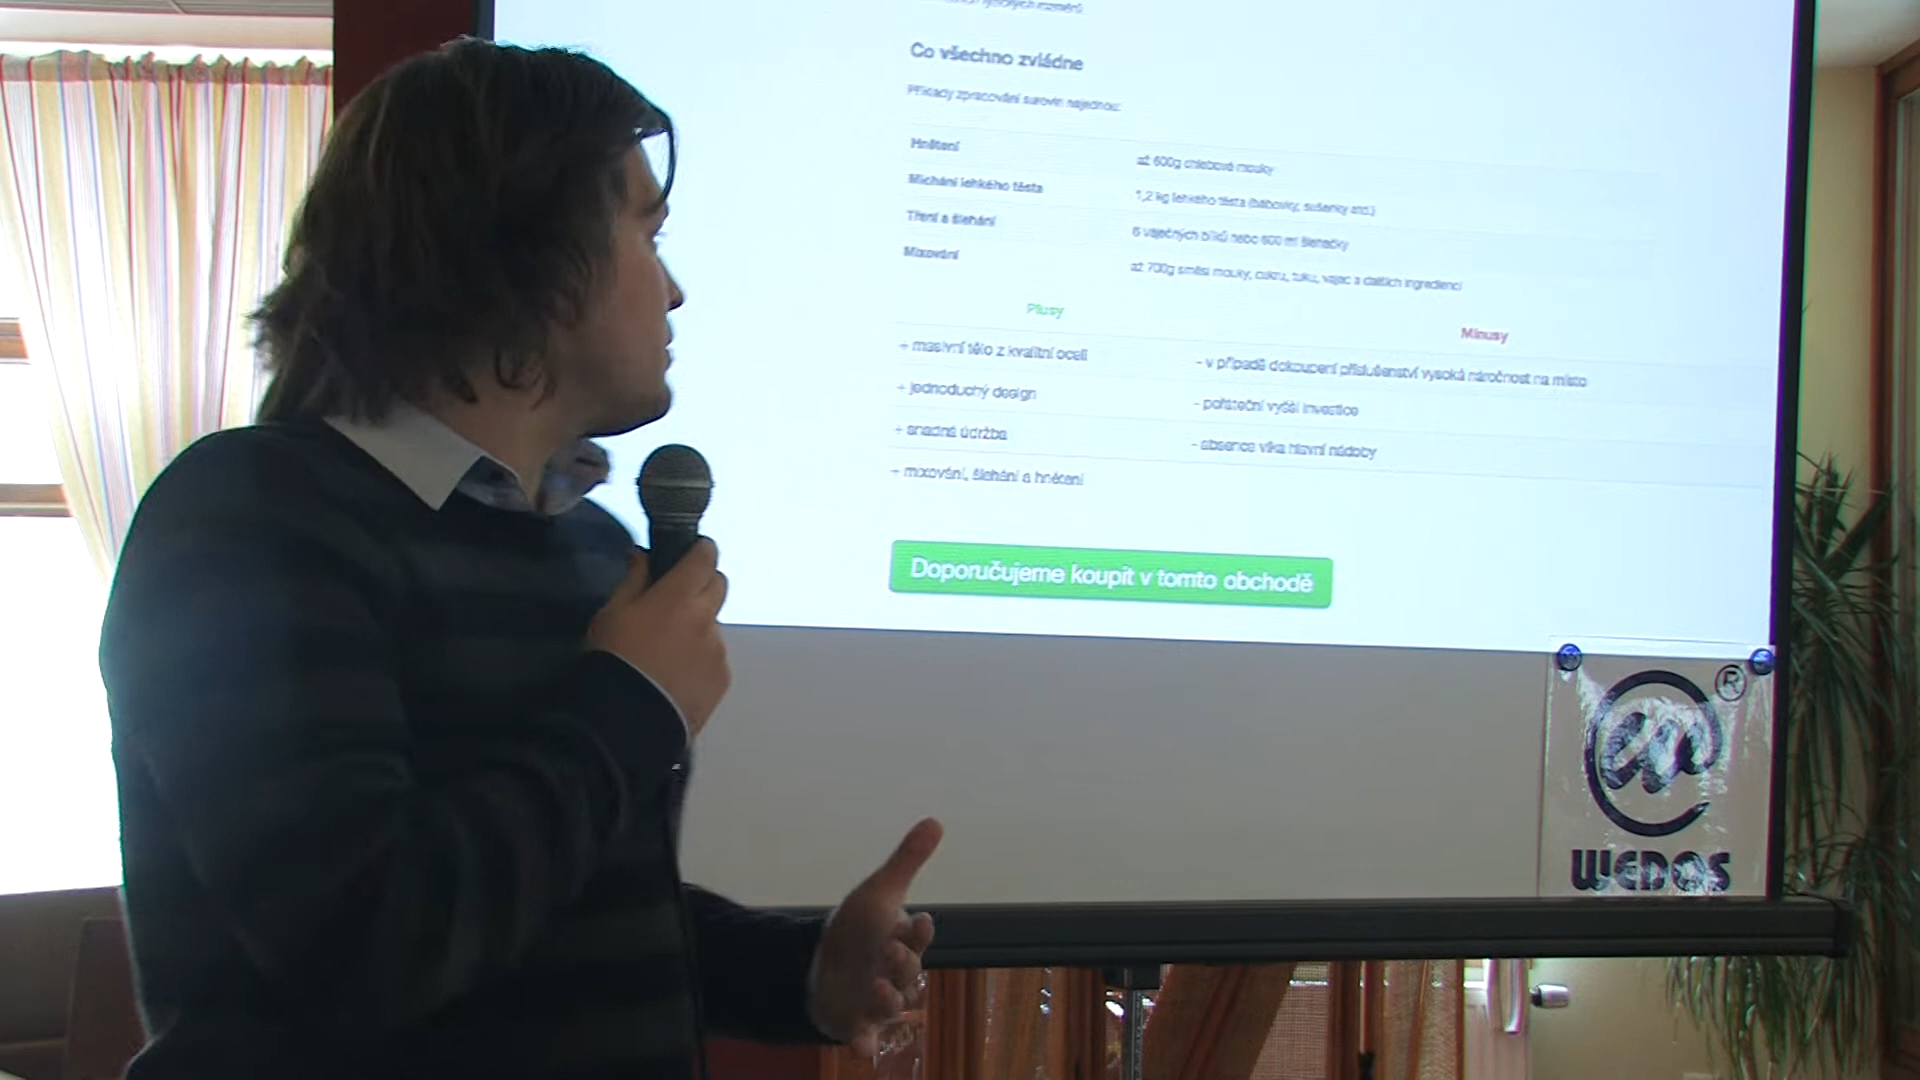 Co všechno zvládne
Příklady zpracování surovin najednou:
Hnětení až 600g chlebové mouky
Míchání lehkého těsta 1,2 kg lehkého těsta (bábovky, sušenky atd.)
Tření a šlehání 6 vaječných bílků nebo 600 ml šlehačky
Mixování až 700g směsi mouky, cukru, tuku, vajec a dalších ingrediencí
Plusy Mínusy
+ masivní tělo z kvalitní oceli - v případě dokoupení příslušenství vysoká náročnost na místo
+ jednoduchý design - počáteční vyšší investice
+ snadná údržba - absence víka hlavní nádoby
+ mixování, šlehání a hnětení
Doporučujeme koupit v tomto obchodě
®
WEDOS